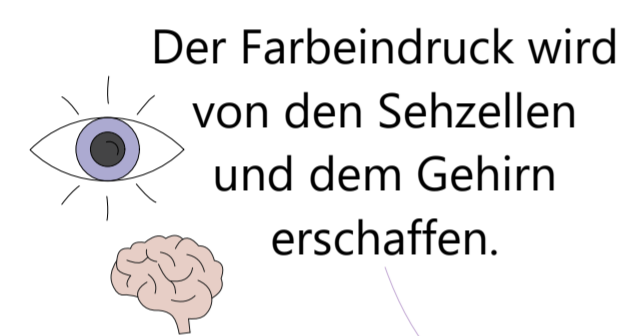 Der Farbeindruck wird
von den Sehzellen
und dem Gehirn
erschaffen.